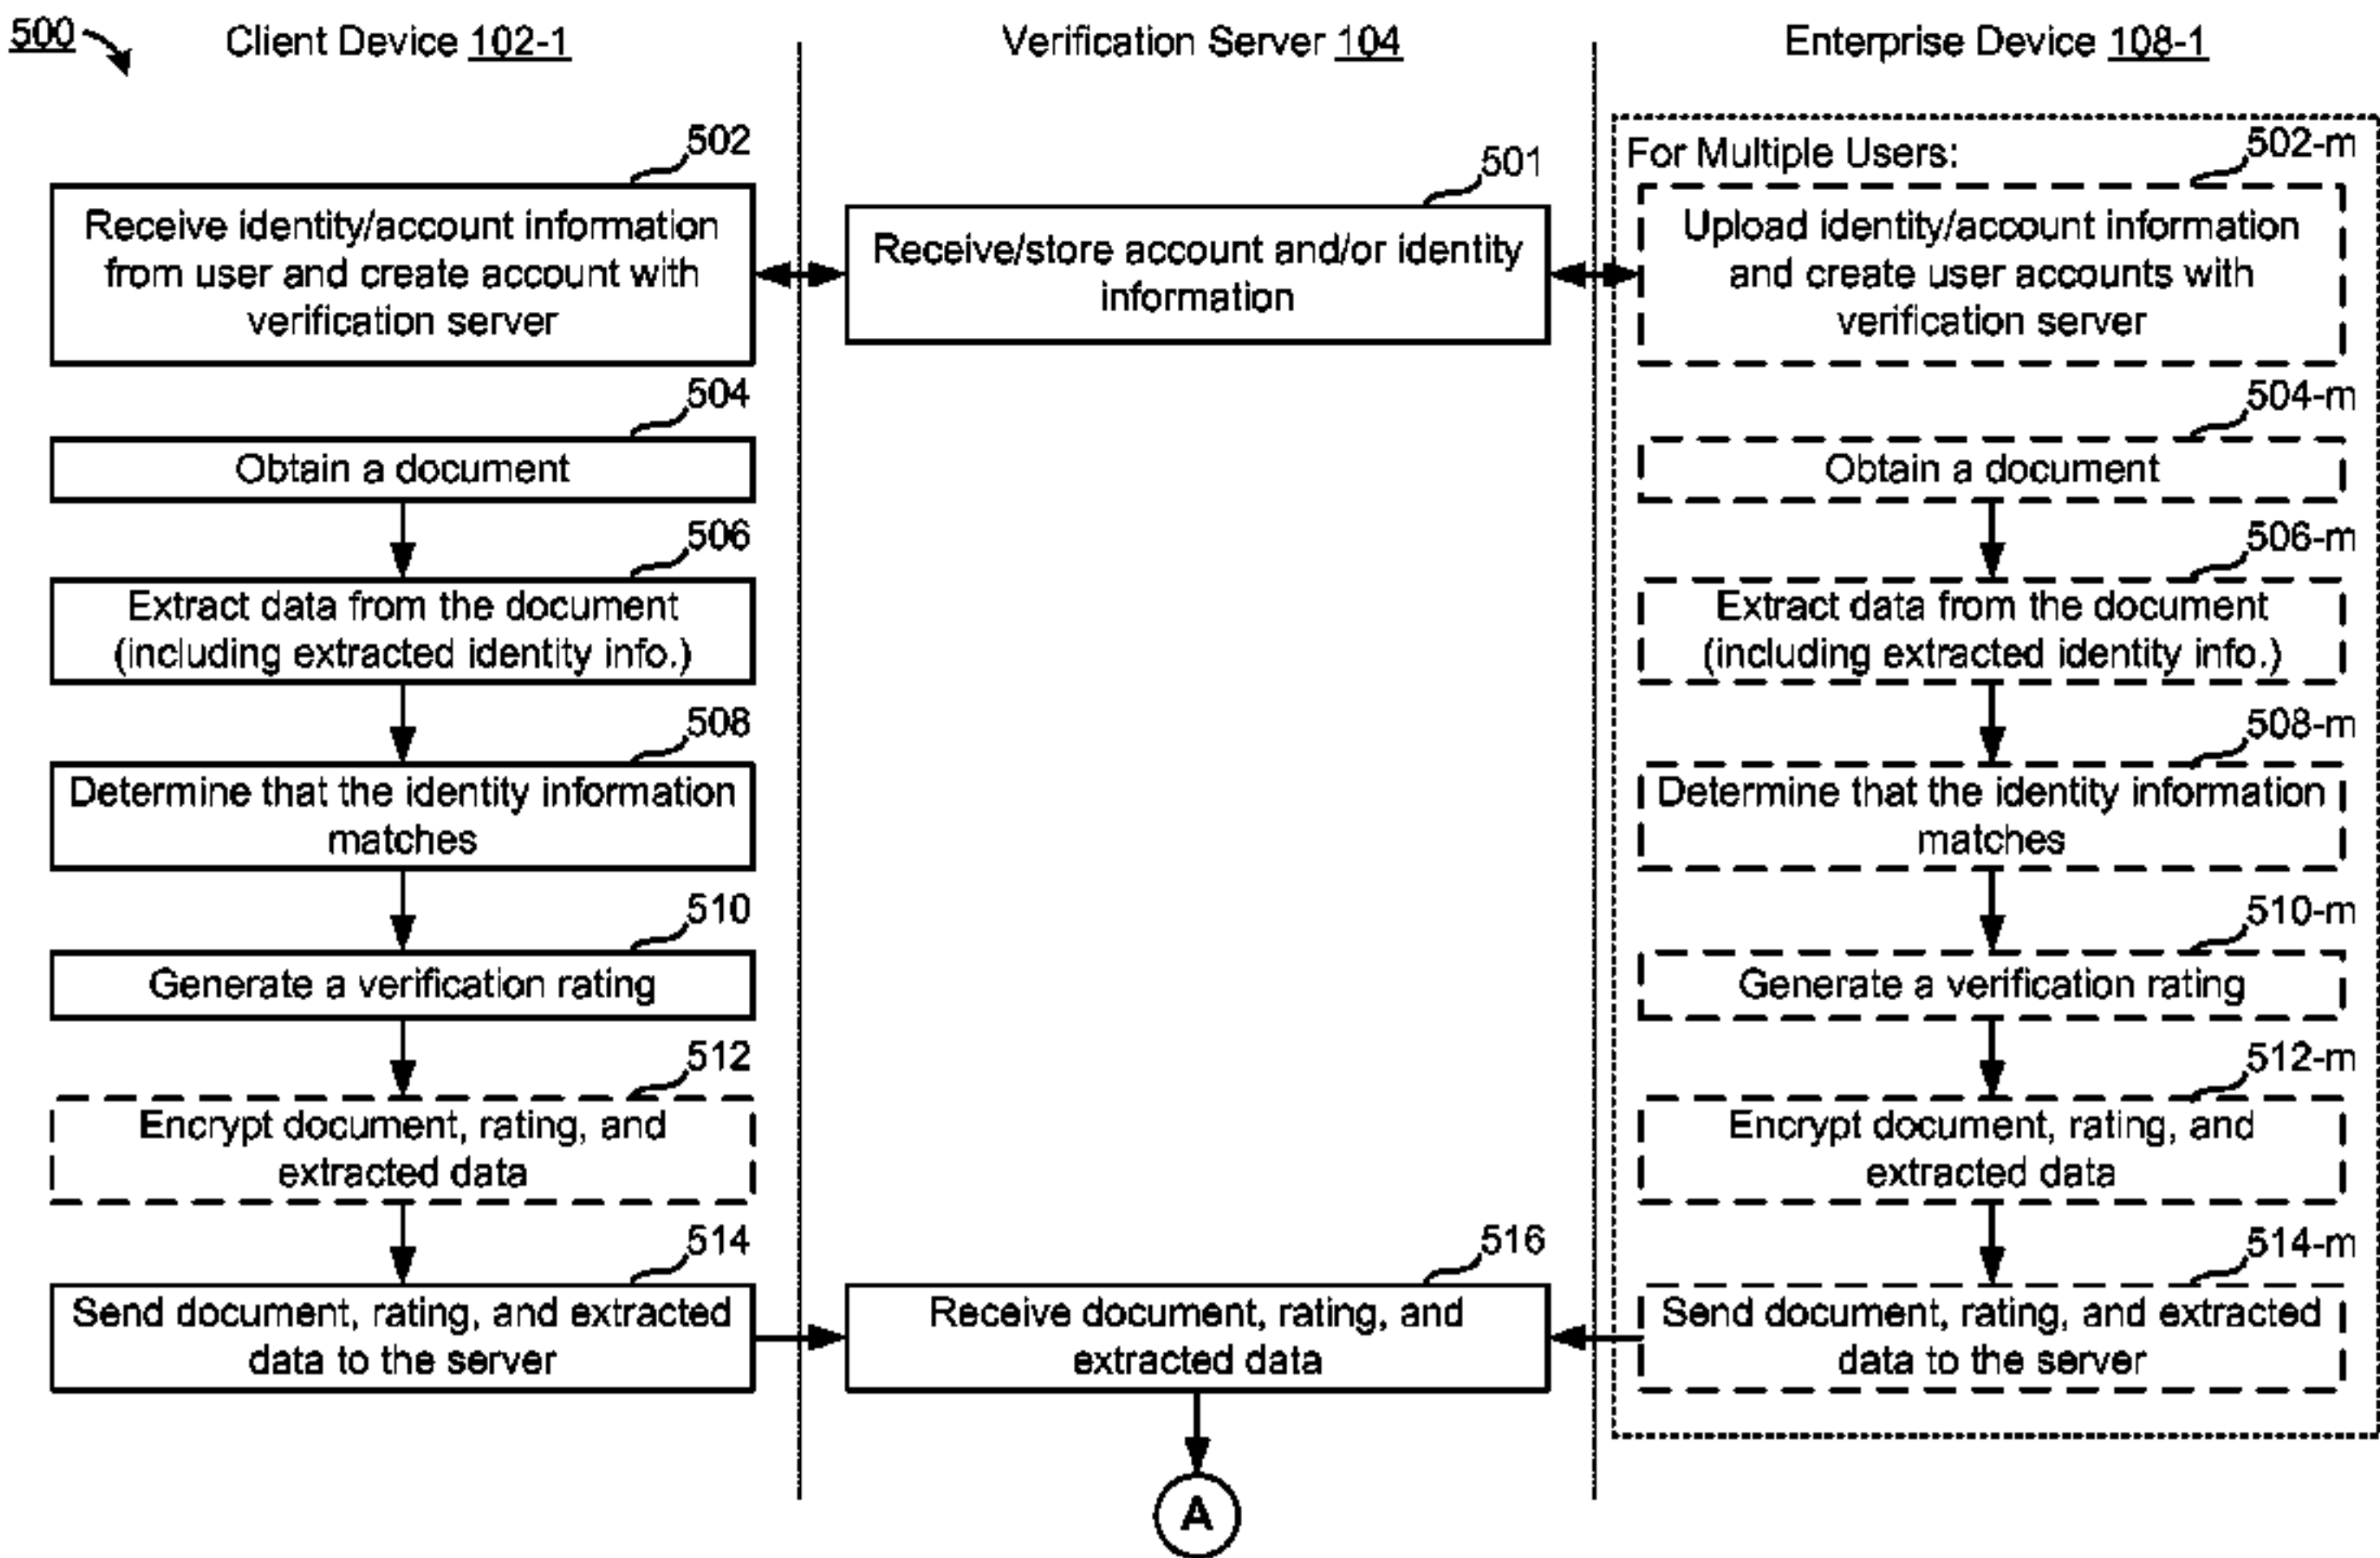 500
Client Device 102-1
Verification Server 104
Enterprise Device 108-1
502
Receive identity/account information
from user and create account with
verification server
501
Receive/store account and/or identity
information
For Multiple Users:
502-m
Upload identity/account information
and create user accounts with
verification server
504
Obtain a document
504-m
Obtain a document
506
Extract data from the document
(including extracted identity info.)
506-m
Extract data from the document
(including extracted identity info.)
508
Determine that the identity information
matches
508-m
Determine that the identity information
matches
510
Generate a verification rating
510-m
Generate a verification rating
512
Encrypt document, rating, and
extracted data
512-m
Encrypt document, rating, and
extracted data
514
Send document, rating, and extracted
data to the server
516
Receive document, rating, and
extracted data
514-m
Send document, rating, and extracted
data to the server
A